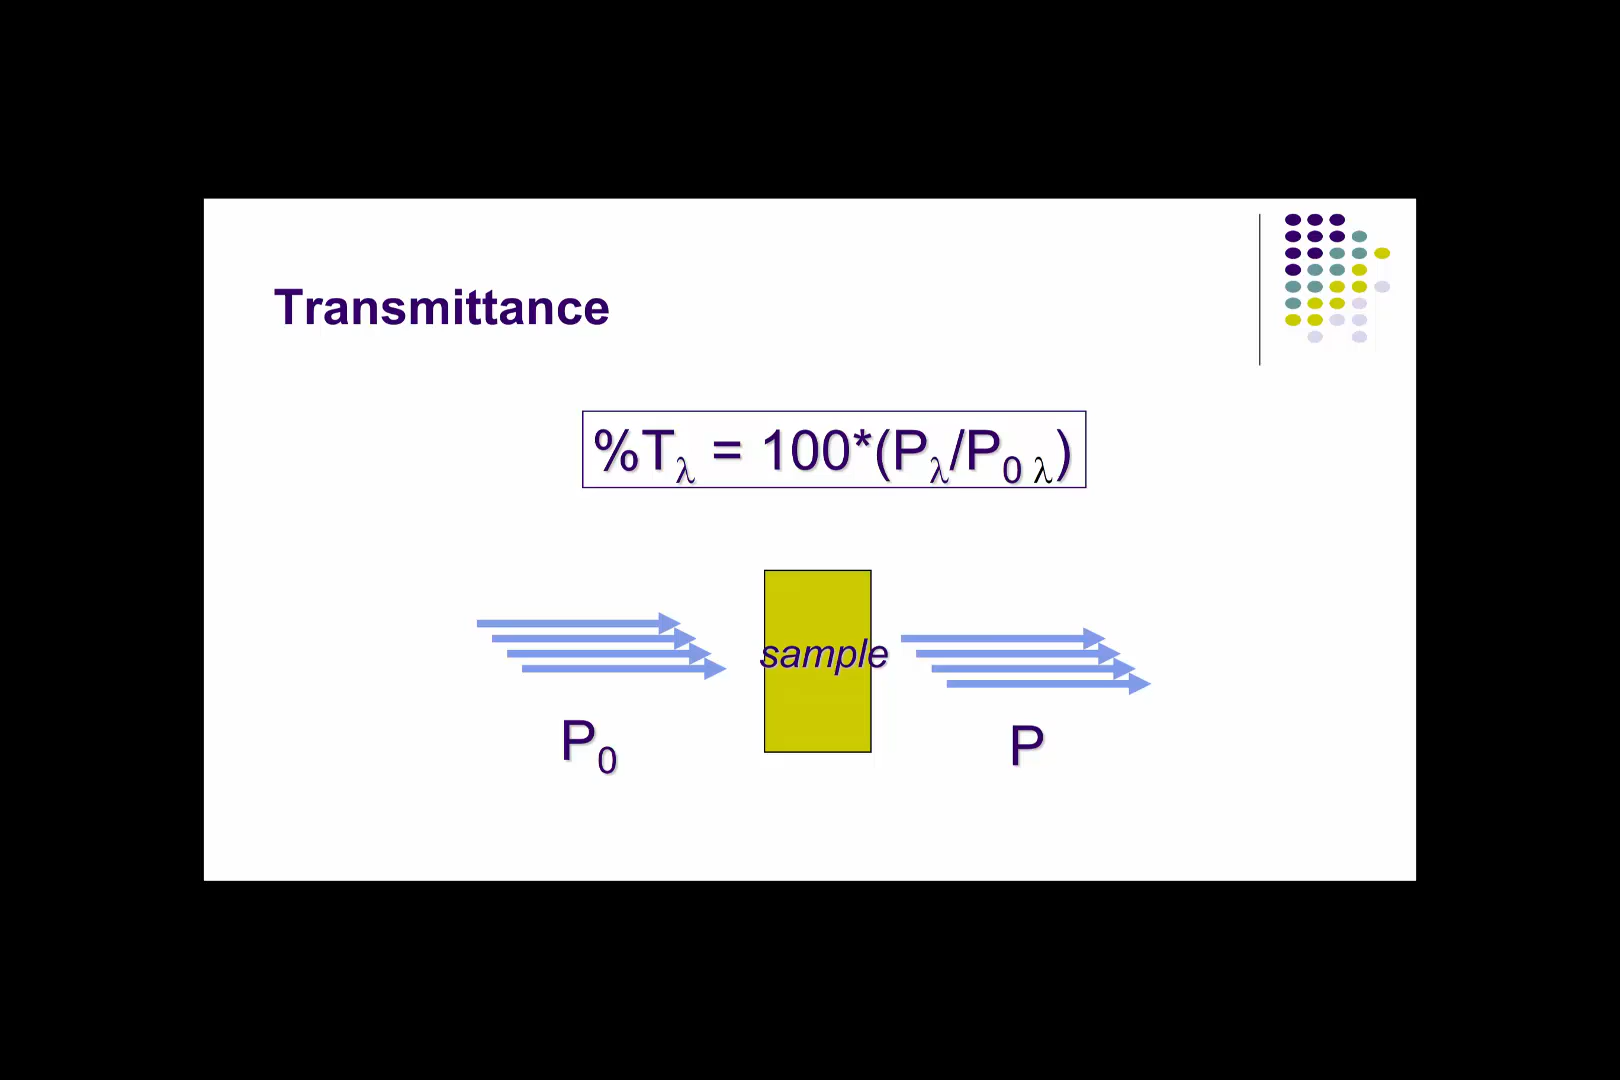 Transmittance
%Tλ = 100*(Pλ/P0 λ)
sample
P0
P